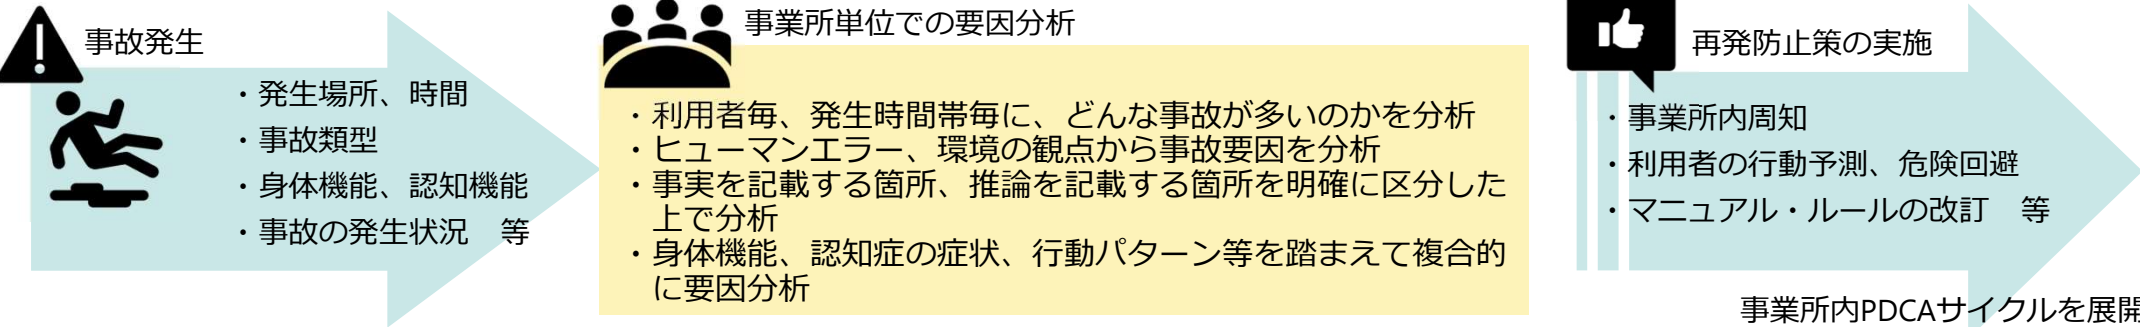 事故発生
・発生場所、時間
・事故類型
・身体機能、認知機能
・事故の発生状況　等
事業所単位での要因分析
・利用者毎、発生時間帯毎に、どんな事故が多いのかを分析
・ヒューマンエラー、環境の観点から事故要因を分析
・事実を記載する箇所、推論を記載する箇所を明確に区分した
上で分析
・身体機能、認知症の症状、行動パターン等を踏まえて複合的
に要因分析
再発防止策の実施
・事業所内周知
・利用者の行動予測、危険回避
・マニュアル・ルールの改訂　等
事業所内PDCAサイクルを展開